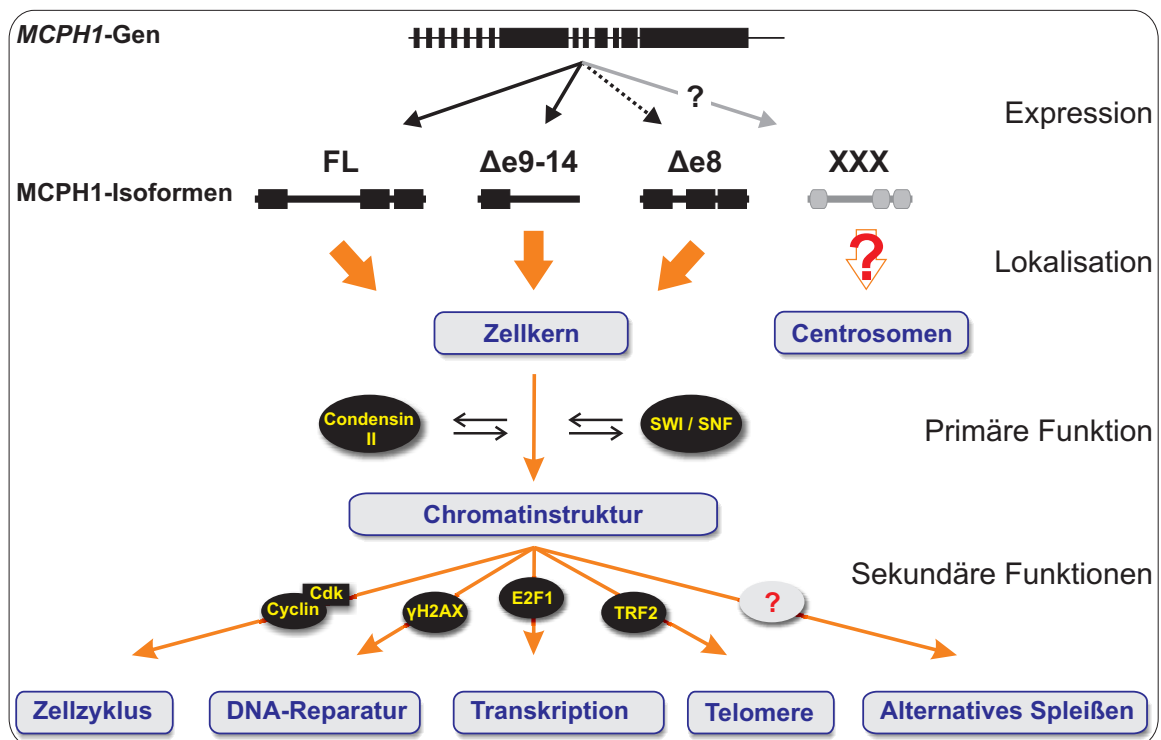 MCPH1-Gen
?
Expression
FL
Δe9-14
Δe8
XXX
MCPH1-Isoformen
?
Lokalisation
Zellkern
Centrosomen
Condensin
II
SWI / SNF
Primäre Funktion
Chromatinstruktur
Sekundäre Funktionen
Cdk
Cyclin
γH2AX
E2F1
TRF2
?
Zellzyklus
DNA-Reparatur
Transkription
Telomere
Alternatives Spleißen